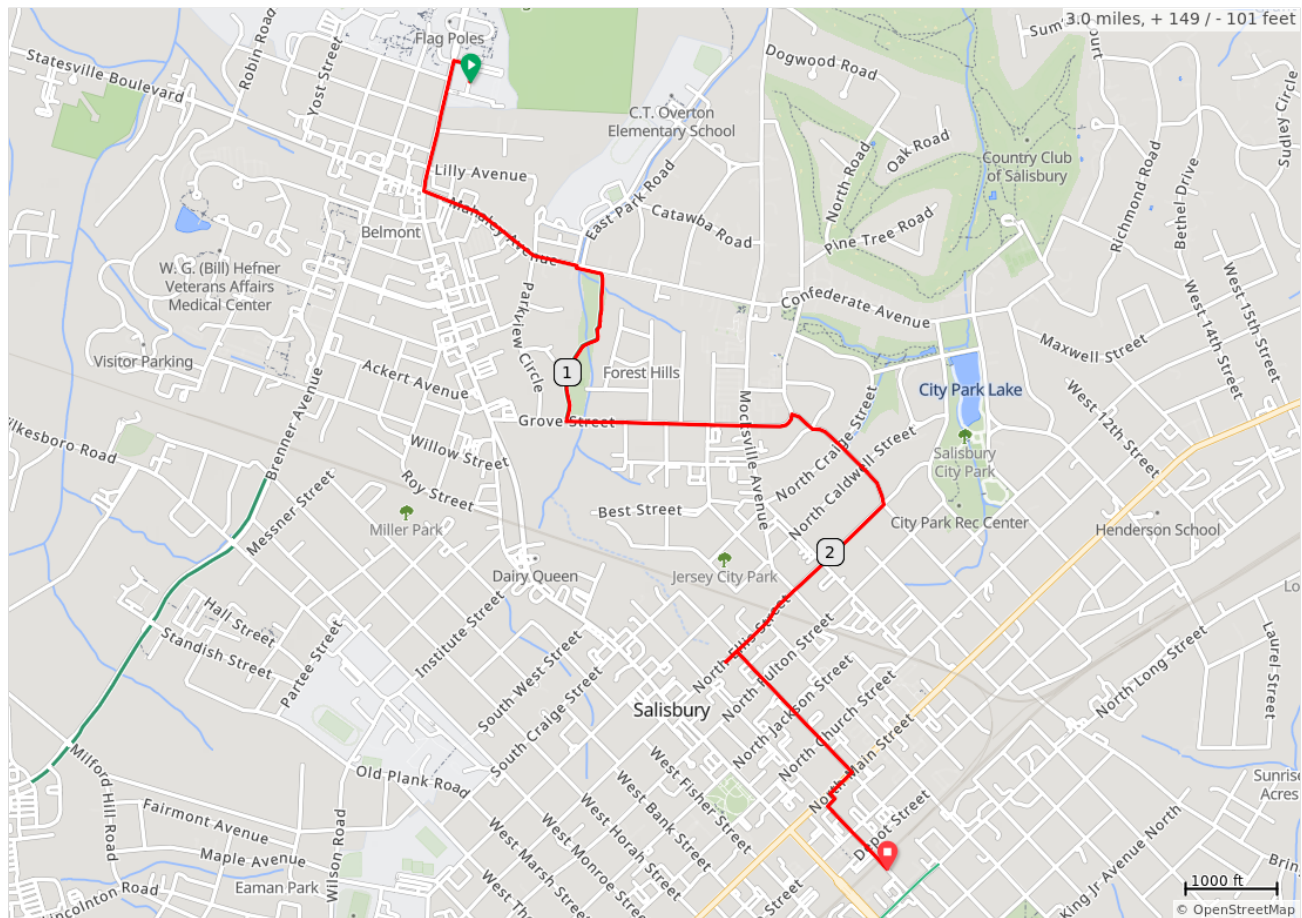 3.0 miles, + 149 / - 101 feet
Flag Poles
Robin Road
Yost Street
Statesville Boulevard
Dogwood Road
C.T. Overton
Elementary School
Oak Road
North Road
Country Club
of Salisbury
Richmond Road
Bethel Drive
Sudley Circle
Lilly Avenue
Mahaley Avenue
Belmont
East Park Road
Catawba Road
Pine Tree Road
W. G. (Bill) Hefner
Veterans Affairs
Medical Center
Confederate Avenue
West 15th Street
West 14th Street
Maxwell Street
Visitor Parking
Parkview Circle
Ackert Avenue
1
Forest Hills
City Park Lake
West 12th Street
Grove Street
Mocksville Avenue
North Craige Street
North Caldwell Street
Salisbury
City Park
Brenner Avenue
Willow Street
Roy Street
Messner Street
Miller Park
Best Street
City Park Rec Center
Henderson School
2
Jersey City Park
Dairy Queen
Hall Street
Standish Street
Partee Street
Institute Street
South West Street
South Craige Street
North Ellis Street
North Fulton Street
North Jackson Street
North Church Street
North Main Street
North Long Street
Laurel Street
Salisbury
Milford Hill Road
Old Plank Road
West Fisher Street
West Bank Street
West Horah Street
West Monroe Street
West Marsh Street
Depot Street
Fairmont Avenue
Maple Avenue
Wilson Road
Eaman Park
Lincolnton Road
King Jr Avenue North
Sunrise
Acres
1000 ft
© OpenStreetMap